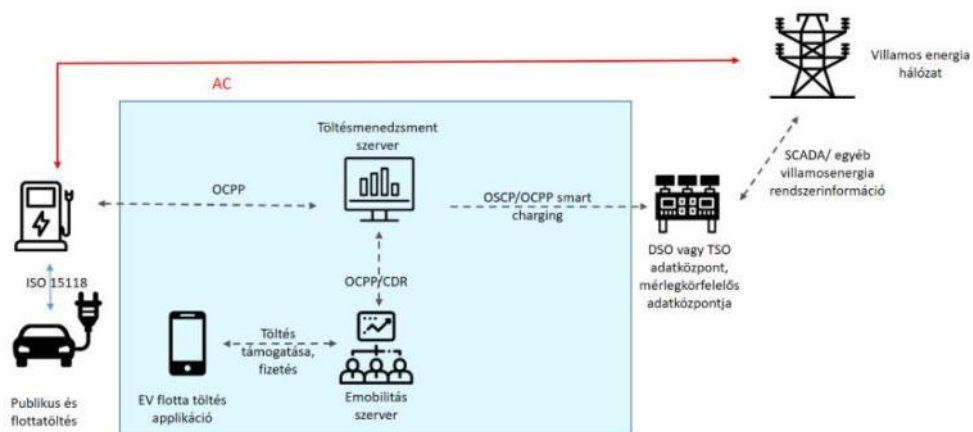 Villamos energia
hálózat
AC
Töltésmenedzsment
szerver
SCADA/ egyéb
villamosenergia
rendszerinformáció
OCPP
OSCP/OCPP smart
charging
DSO vagy TSO
adatközpont,
mérlegkörfelelős
adatközpontja
ISO 15118
OCPP/CDR
Töltés
támogatása,
fizetés
Publikus és
flottatöltés
EV flotta töltés
applikáció
Emobilitás
szerver